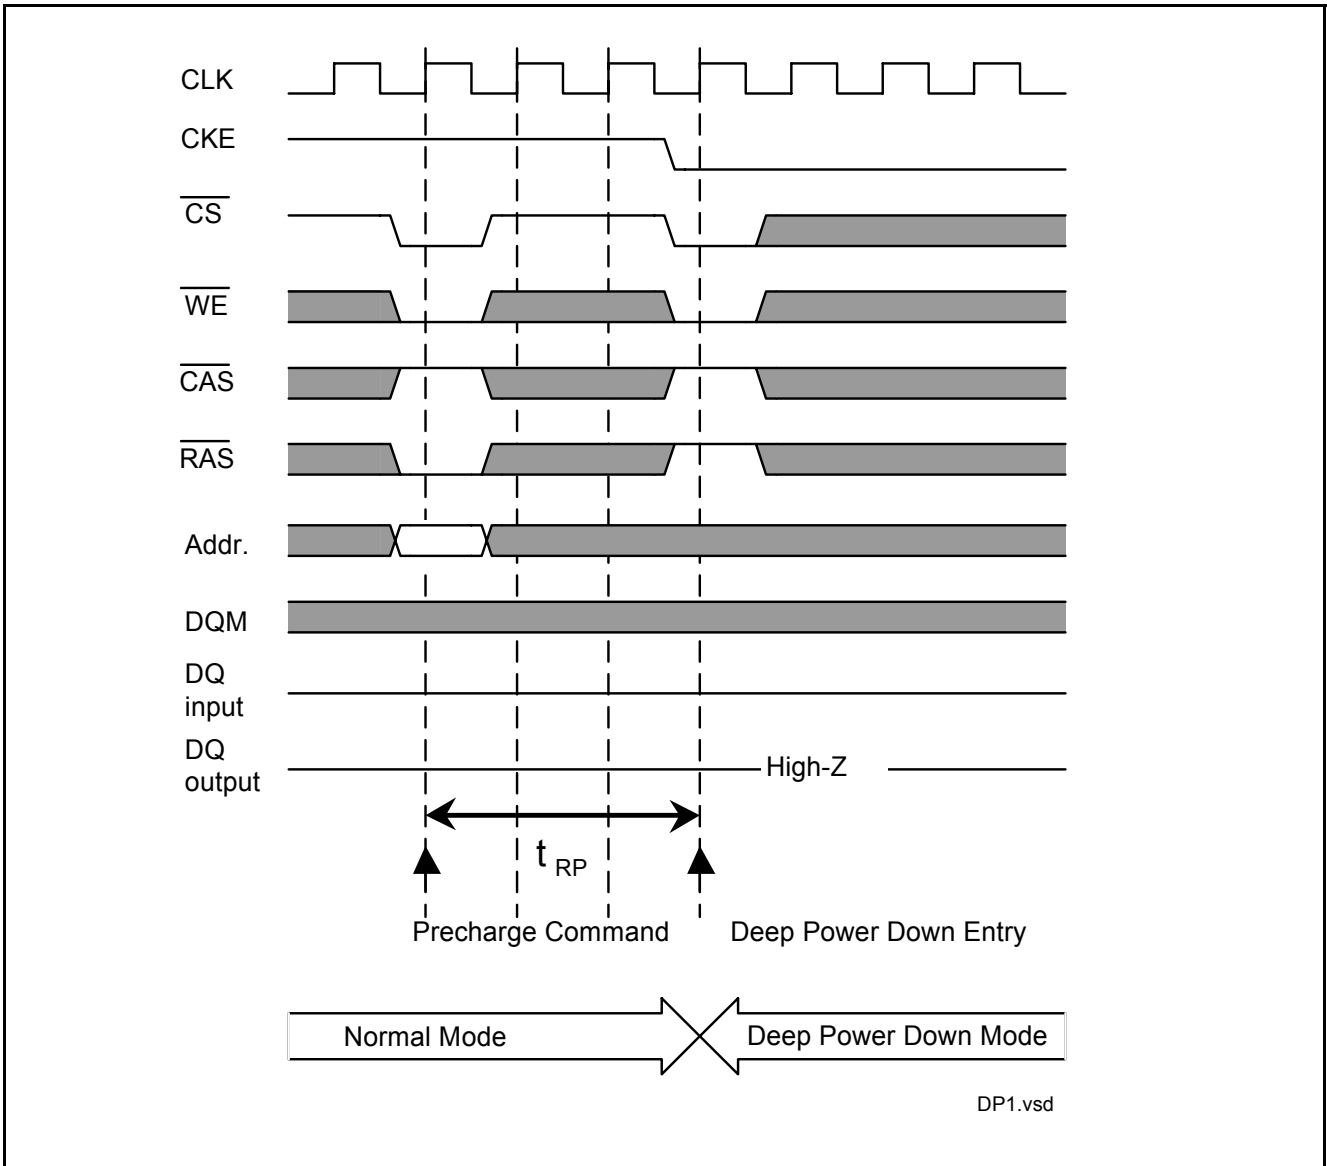 CLK
CKE
CS
WE
CAS
RAS
Addr.
DQM
DQ
input
DQ
output
High-Z
t RP
Precharge Command
Deep Power Down Entry
Normal Mode
Deep Power Down Mode
DP1.vsd